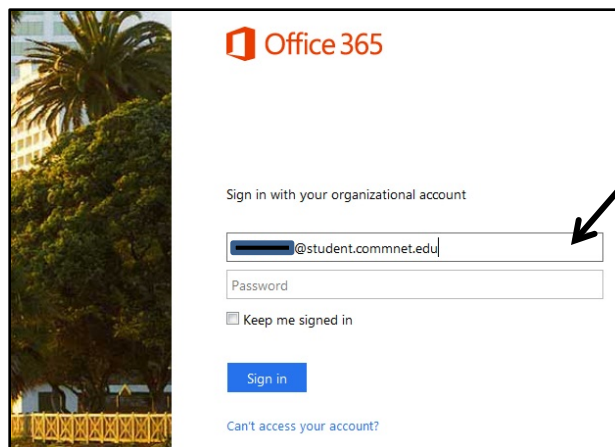 Office 365
Sign in with your organizational account
@student.commnet.edu
Password
Keep me signed in
Sign in
Can't access your account?